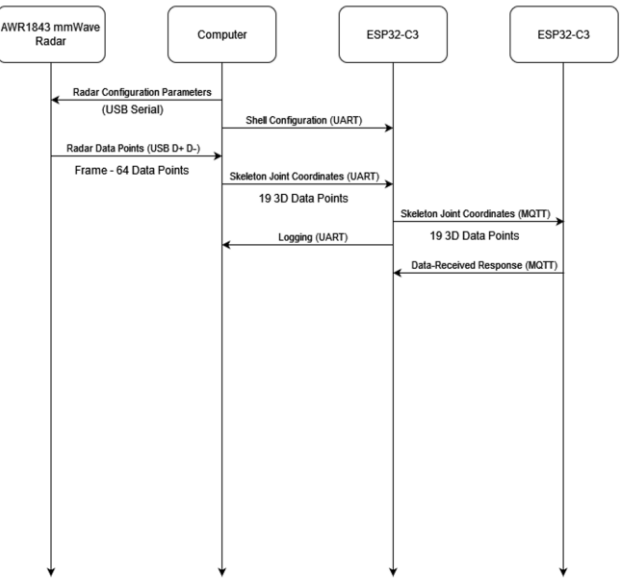 AWR1843 mmWave
Radar
Computer
ESP32-C3
ESP32-C3
Radar Configuration Parameters
(USB Serial)
Shell Configuration (UART)
Radar Data Points (USB D+ D-)
Frame - 64 Data Points
Skeleton Joint Coordinates (UART)
19 3D Data Points
Skeleton Joint Coordinates (MQTT)
19 3D Data Points
Logging (UART)
Data-Received Response (MQTT)